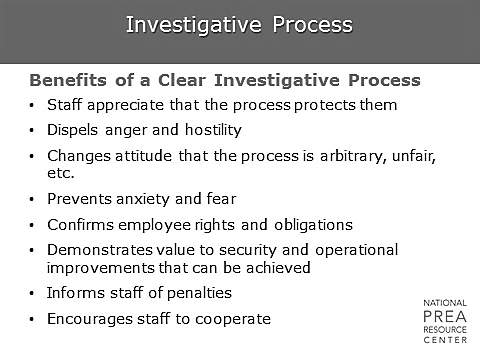 Investigative Process
Benefits of a Clear Investigative Process
• Staff appreciate that the process protects them
• Dispels anger and hostility
• Changes attitude that the process is arbitrary, unfair,
etc.
• Prevents anxiety and fear
• Confirms employee rights and obligations
• Demonstrates value to security and operational
improvements that can be achieved
• Informs staff of penalties
• Encourages staff to cooperate
NATIONAL
PREA
RESOURCE
CENTER